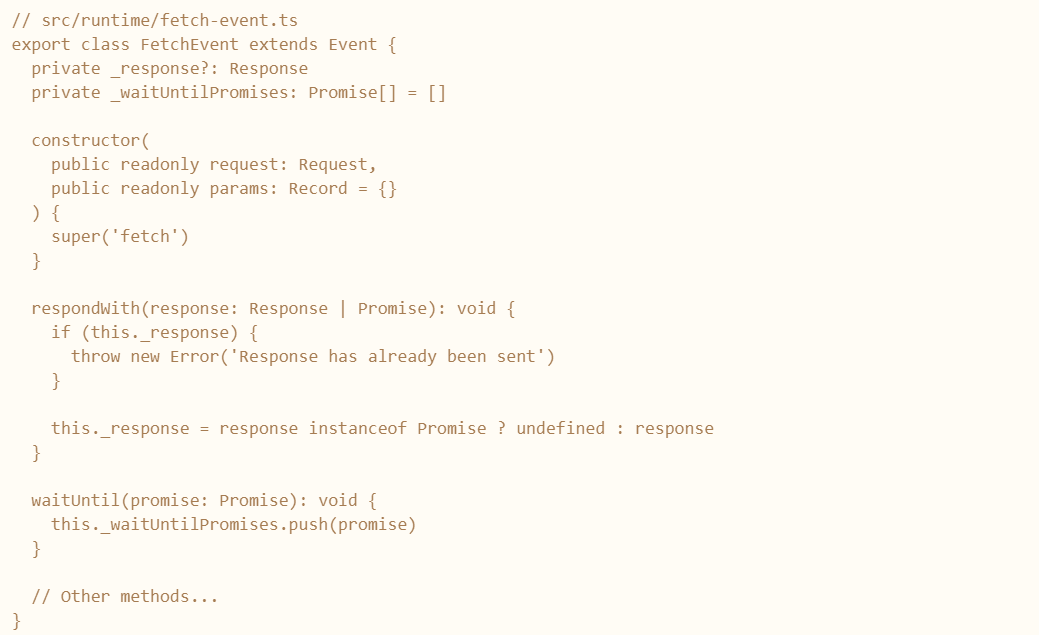 // src/runtime/fetch-event.ts
export class FetchEvent extends Event {
  private _response?: Response
  private _waitUntilPromises: Promise[] = []

  constructor(
    public readonly request: Request,
    public readonly params: Record = {}
  ) {
    super('fetch')
  }

  respondWith(response: Response | Promise): void {
    if (this._response) {
      throw new Error('Response has already been sent')
    }

    this._response = response instanceof Promise ? undefined : response
  }

  waitUntil(promise: Promise): void {
    this._waitUntilPromises.push(promise)
  }

  // Other methods...
}